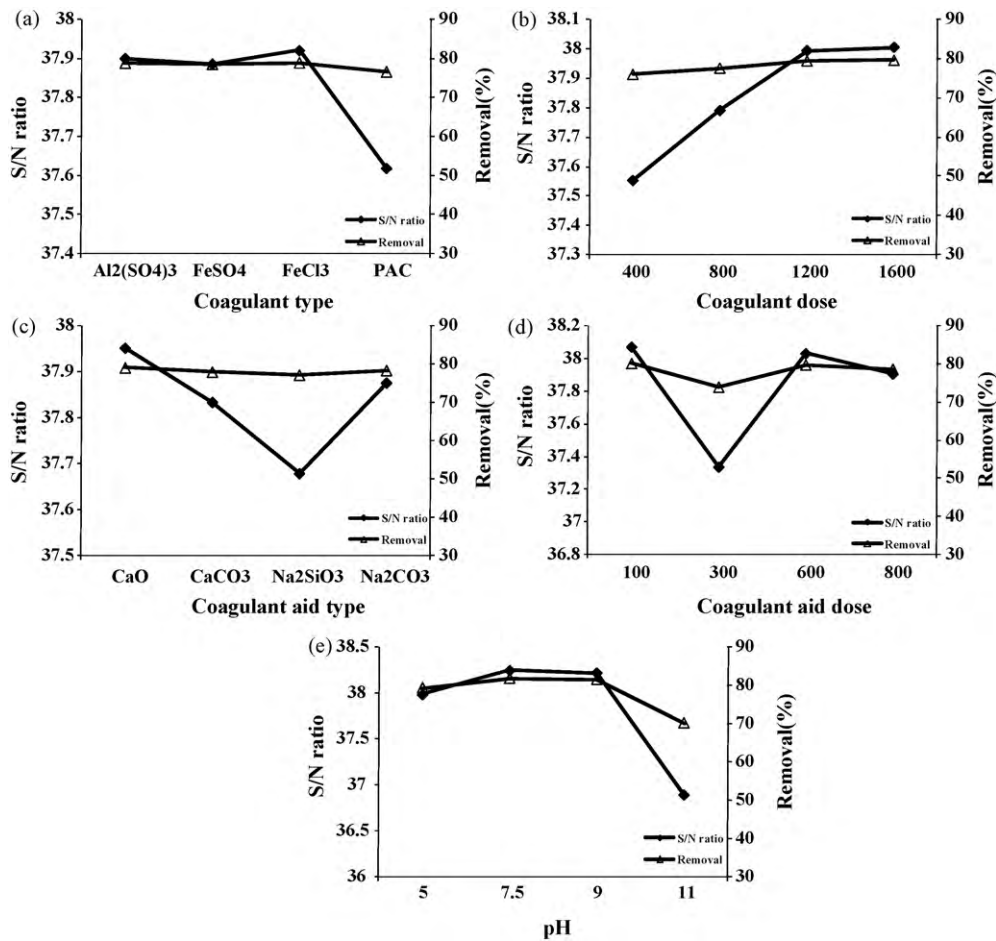 (a)
38
37.9
37.8
37.7
37.6
37.5
37.4
S/N ratio
90
80
70
60
50
40
30
Removal(%)
S/N ratio
Removal
Al2(SO4)3 FeSO4 FeCl3 PAC
Coagulant type
(b)
38.1
38
37.9
37.8
37.7
37.6
37.5
37.4
37.3
S/N ratio
90
80
70
60
50
40
30
Removal(%)
S/N ratio
Removal
400 800 1200 1600
Coagulant dose
(c)
38
37.9
37.8
37.7
37.6
37.5
S/N ratio
90
80
70
60
50
40
30
Removal(%)
S/N ratio
Removal
CaO CaCO3 Na2SiO3 Na2CO3
Coagulant aid type
(d)
38.2
38
37.8
37.6
37.4
37.2
37
36.8
S/N ratio
90
80
70
60
50
40
30
Removal(%)
S/N ratio
Removal
100 300 600 800
Coagulant aid dose
(e)
38.5
38
37.5
37
36.5
36
S/N ratio
90
80
70
60
50
40
30
Removal(%)
S/N ratio
Removal
5 7.5 9 11
pH